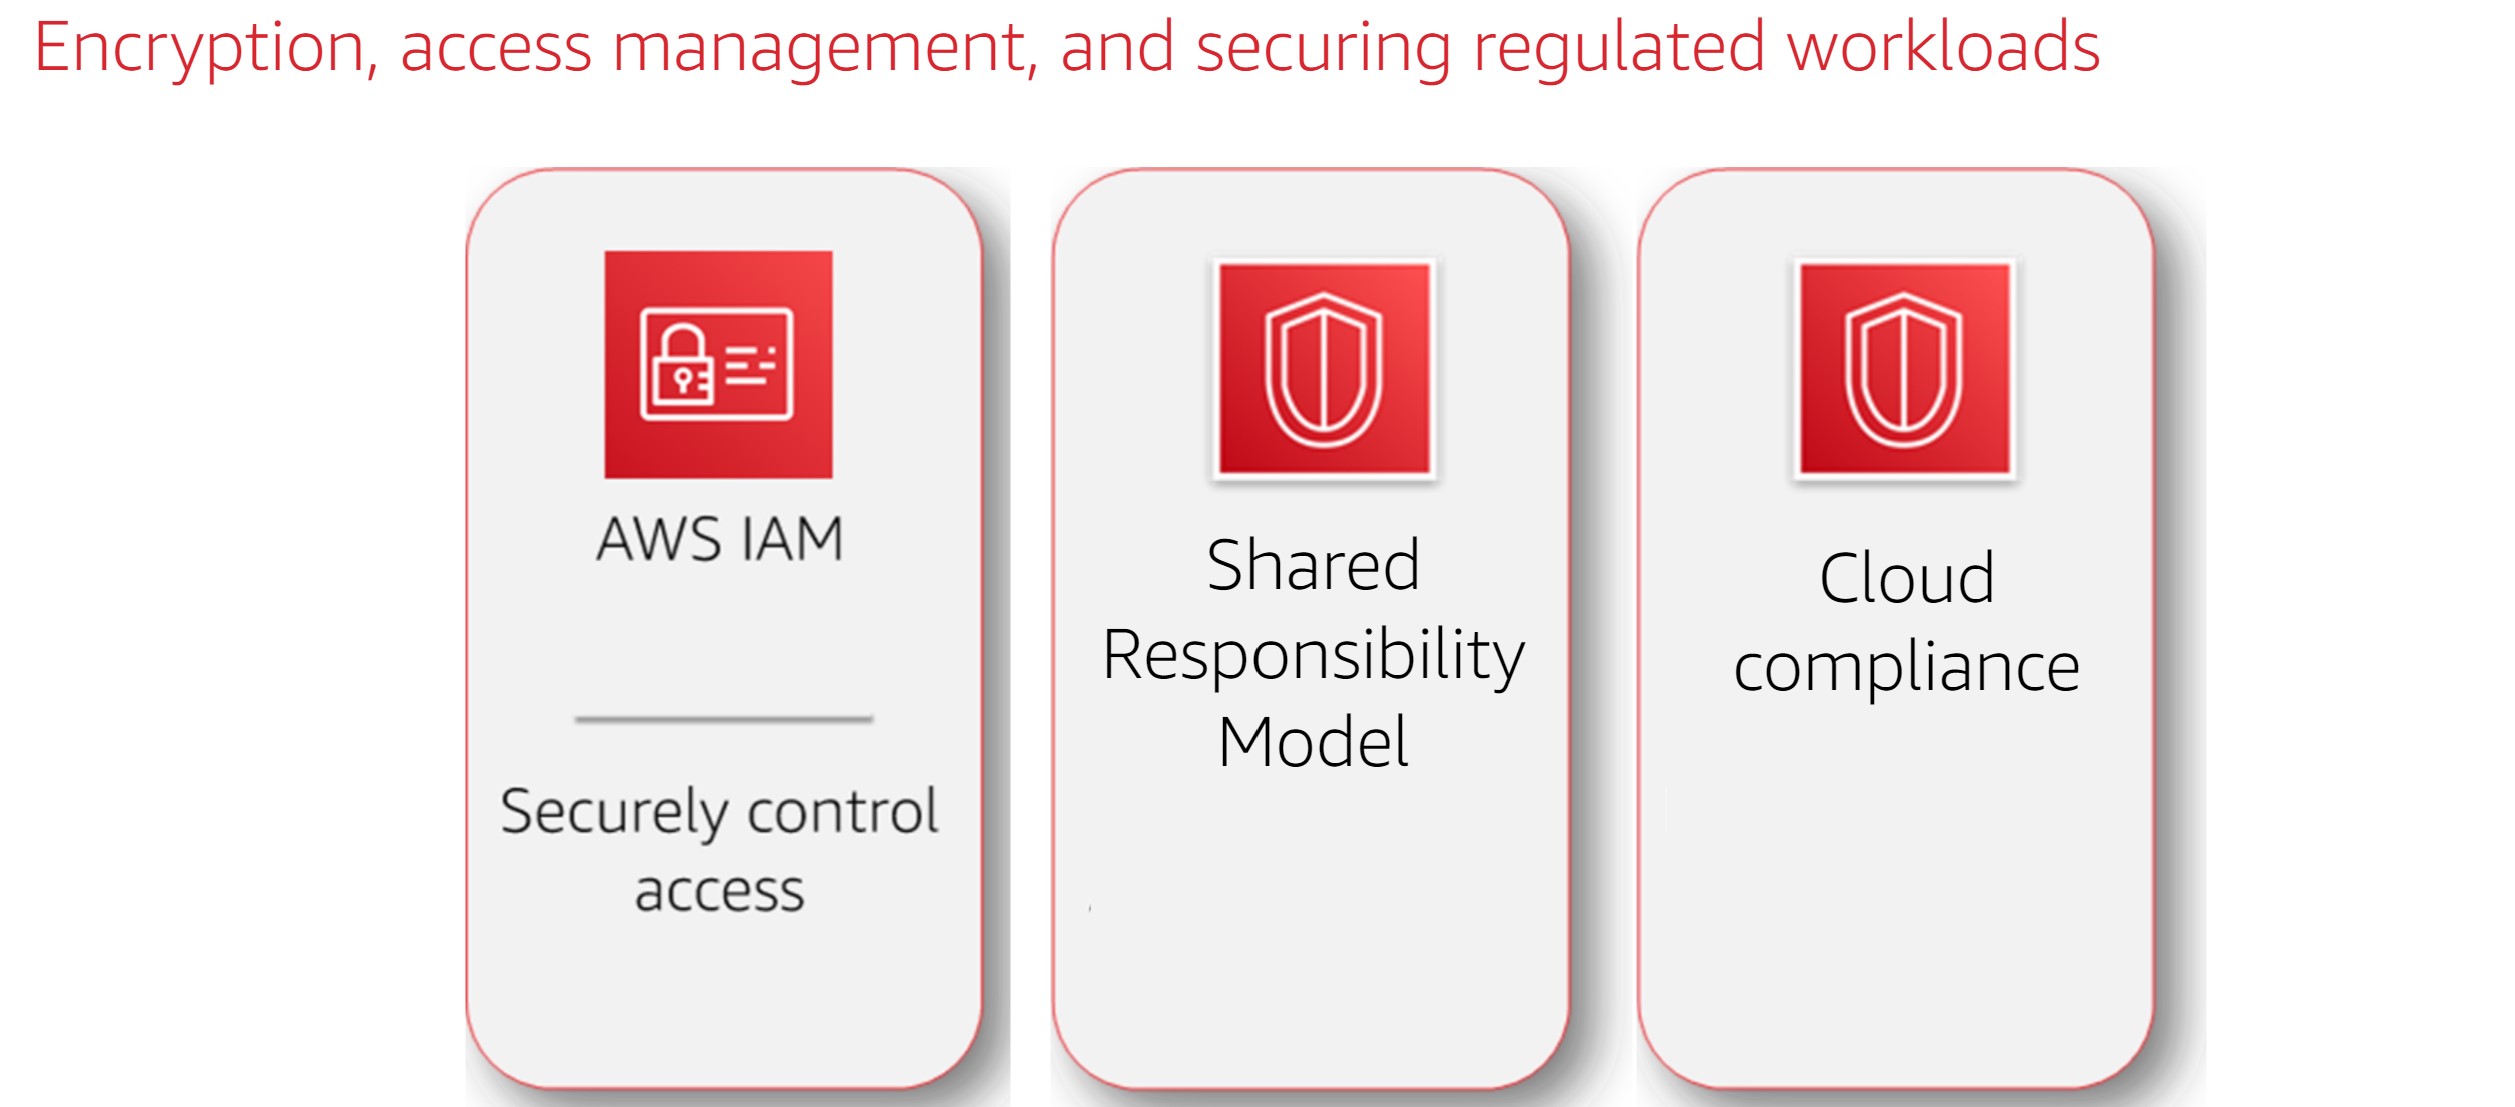 Encryption, access management, and securing regulated workloads
AWS IAM
Securely control
access
Shared
Responsibility
Model
Cloud
compliance